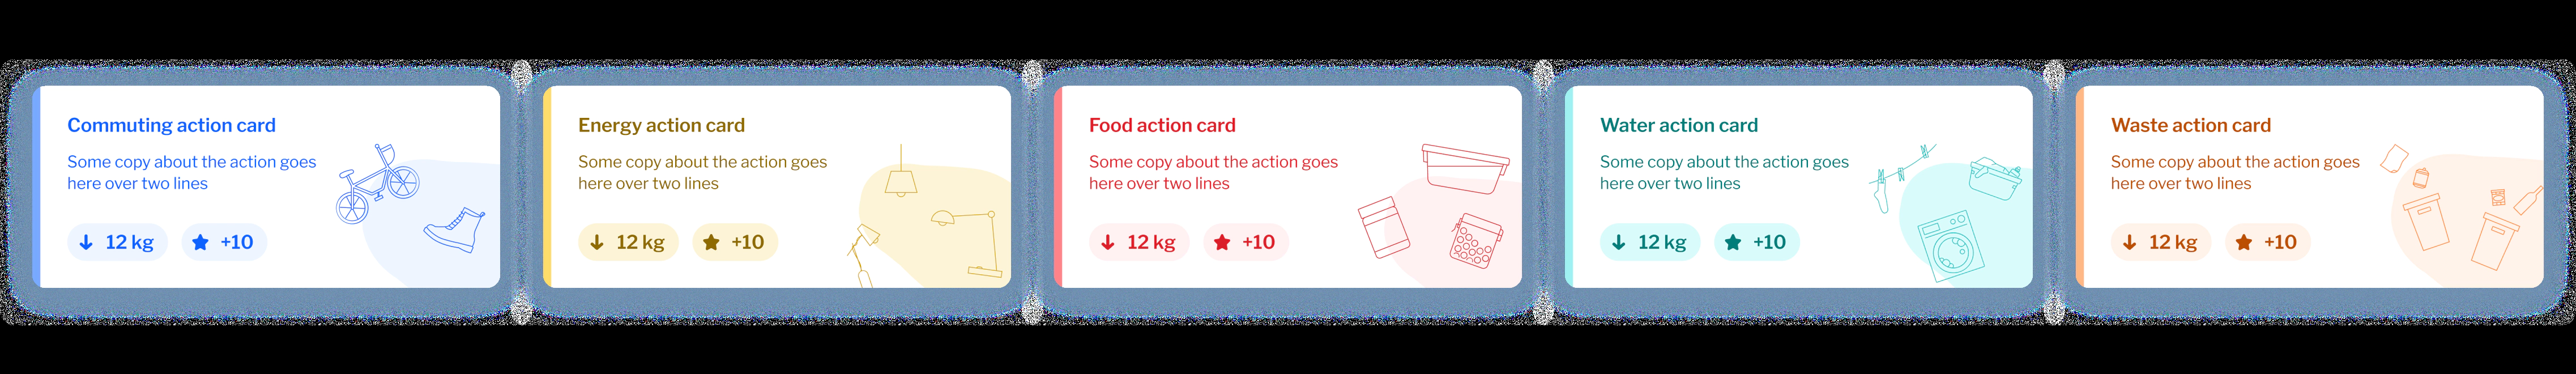 Commuting action card
Some copy about the action goes
here over two lines
12 kg
+10
Energy action card
Some copy about the action goes
here over two lines
12 kg
+10
Food action card
Some copy about the action goes
here over two lines
12 kg
+10
Water action card
Some copy about the action goes
here over two lines
12 kg
+10
Waste action card
Some copy about the action goes
here over two lines
12 kg
+10